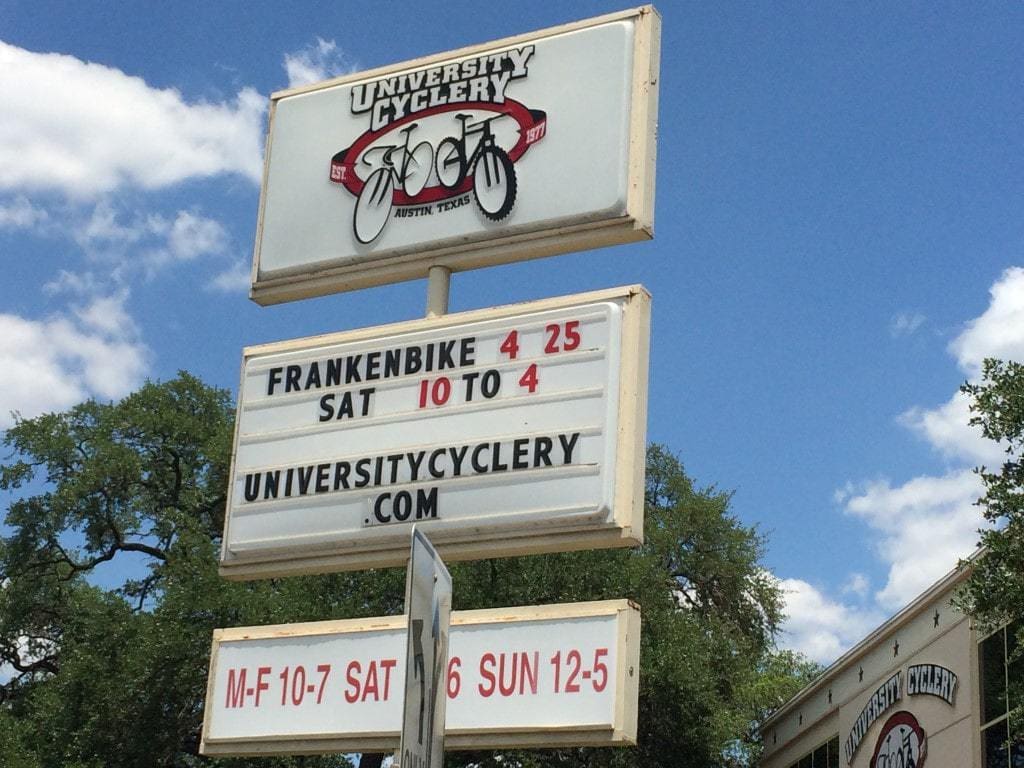 UNIVERSITY
CYCLERY
EST. 1977
AUSTIN, TEXAS
FRANKENBIKE 4 25
SAT 10 TO 4
UNIVERSITYCYCLERY
.COM
M-F 10-7 SAT 6 SUN 12-5
UNIVERSITY CYCLERY